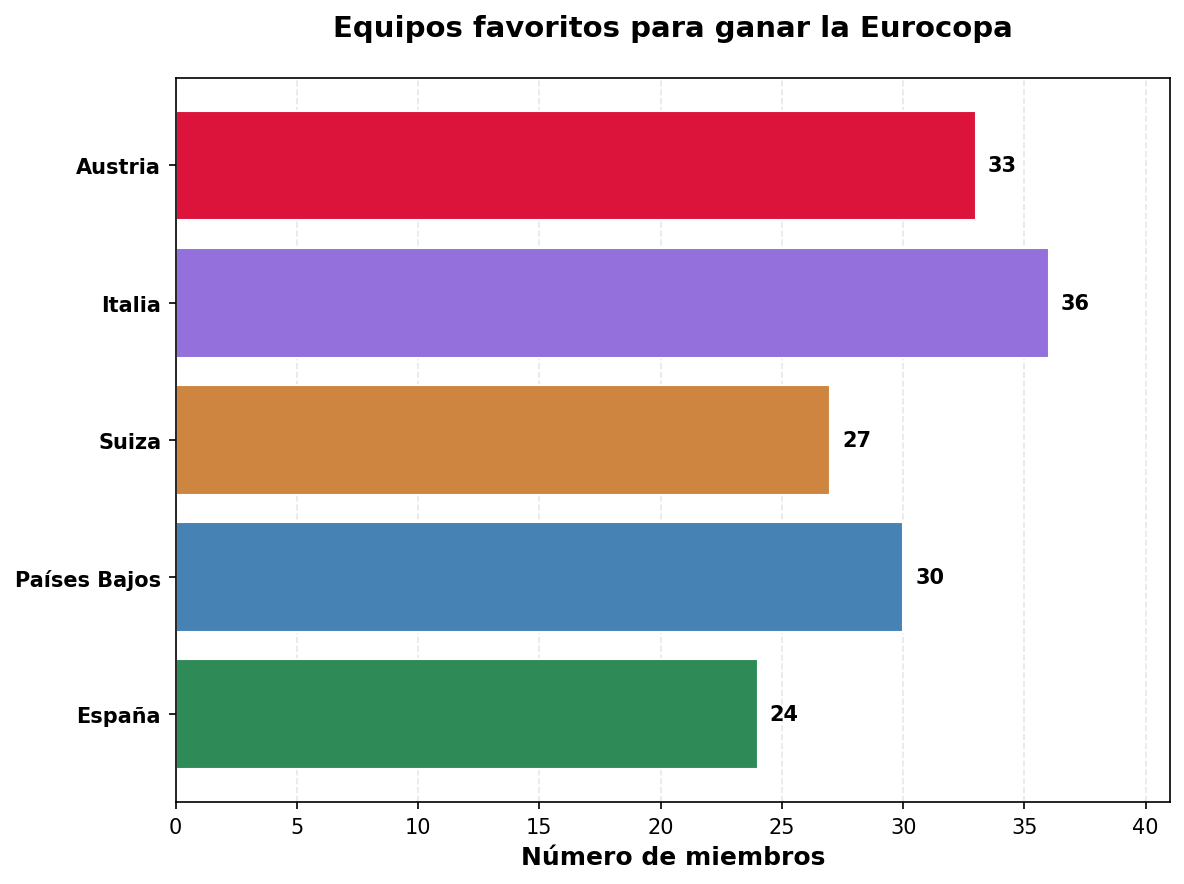 Equipos favoritos para ganar la Eurocopa
Austria
33
Italia
36
Suiza
27
Países Bajos
30
España
24
0 5 10 15 20 25 30 35 40
Número de miembros